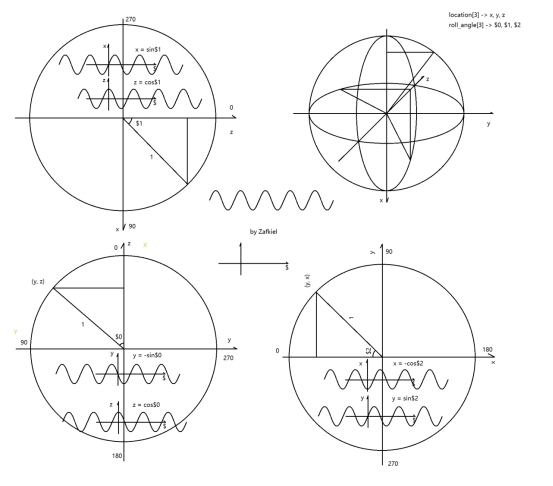 location[3] -> x, y, z
roll_angle[3] -> $0, $1, $2
270
x
x = sin$1
$
z
z = cos$1
$
0
z
$1
1
x
90
z
y
x
by Zafkiel
$
0
z
X
(y, z)
1
$0
Y
90
y
270
y
y = -sin$0
$
z
z = cos$0
$
180
y
90
(y, x)
1
0
$2
180
x
x
x = -cos$2
$
y
y = sin$2
$
270